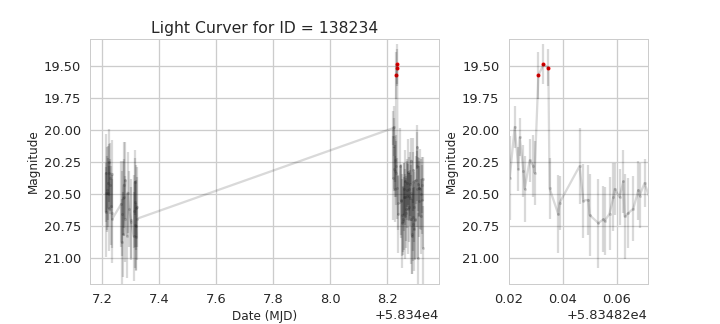 Light Curver for ID = 138234
Magnitude
19.50
19.75
20.00
20.25
20.50
20.75
21.00
7.2 7.4 7.6 7.8 8.0 8.2
Date (MJD)
+5.834e4
Magnitude
19.50
19.75
20.00
20.25
20.50
20.75
21.00
0.02 0.04 0.06
+5.83482e4